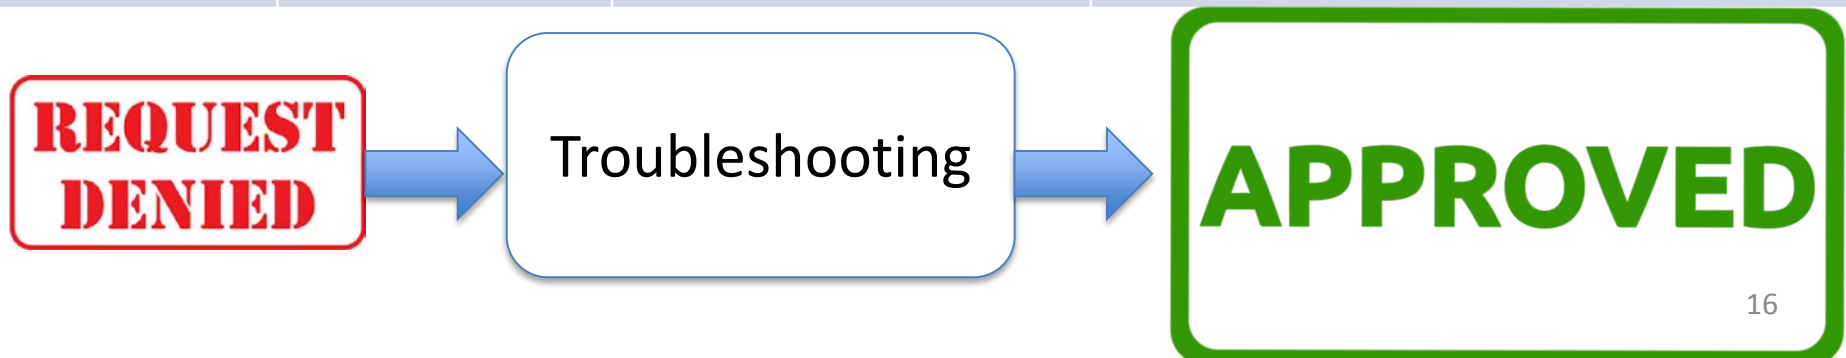 REQUEST
DENIED
Troubleshooting
APPROVED
16